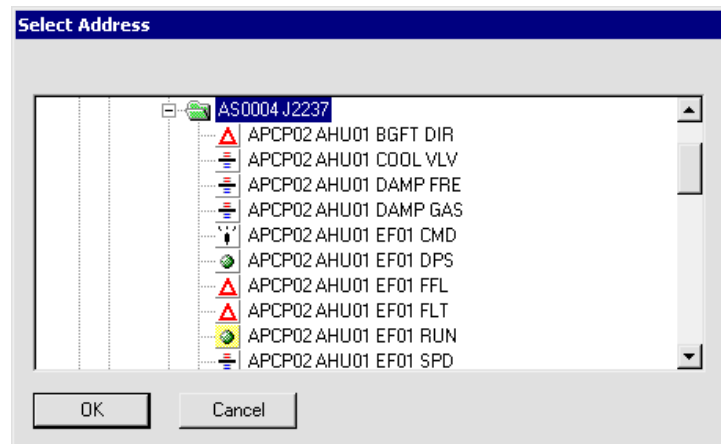 Select Address
AS0004 J2237
APCP02 AHU01 BGFT DIR
APCP02 AHU01 COOL VLV
APCP02 AHU01 DAMP FRE
APCP02 AHU01 DAMP GAS
APCP02 AHU01 EF01 CMD
APCP02 AHU01 EF01 DPS
APCP02 AHU01 EF01 FFL
APCP02 AHU01 EF01 FLT
APCP02 AHU01 EF01 RUN
APCP02 AHU01 EF01 SPD
OK Cancel